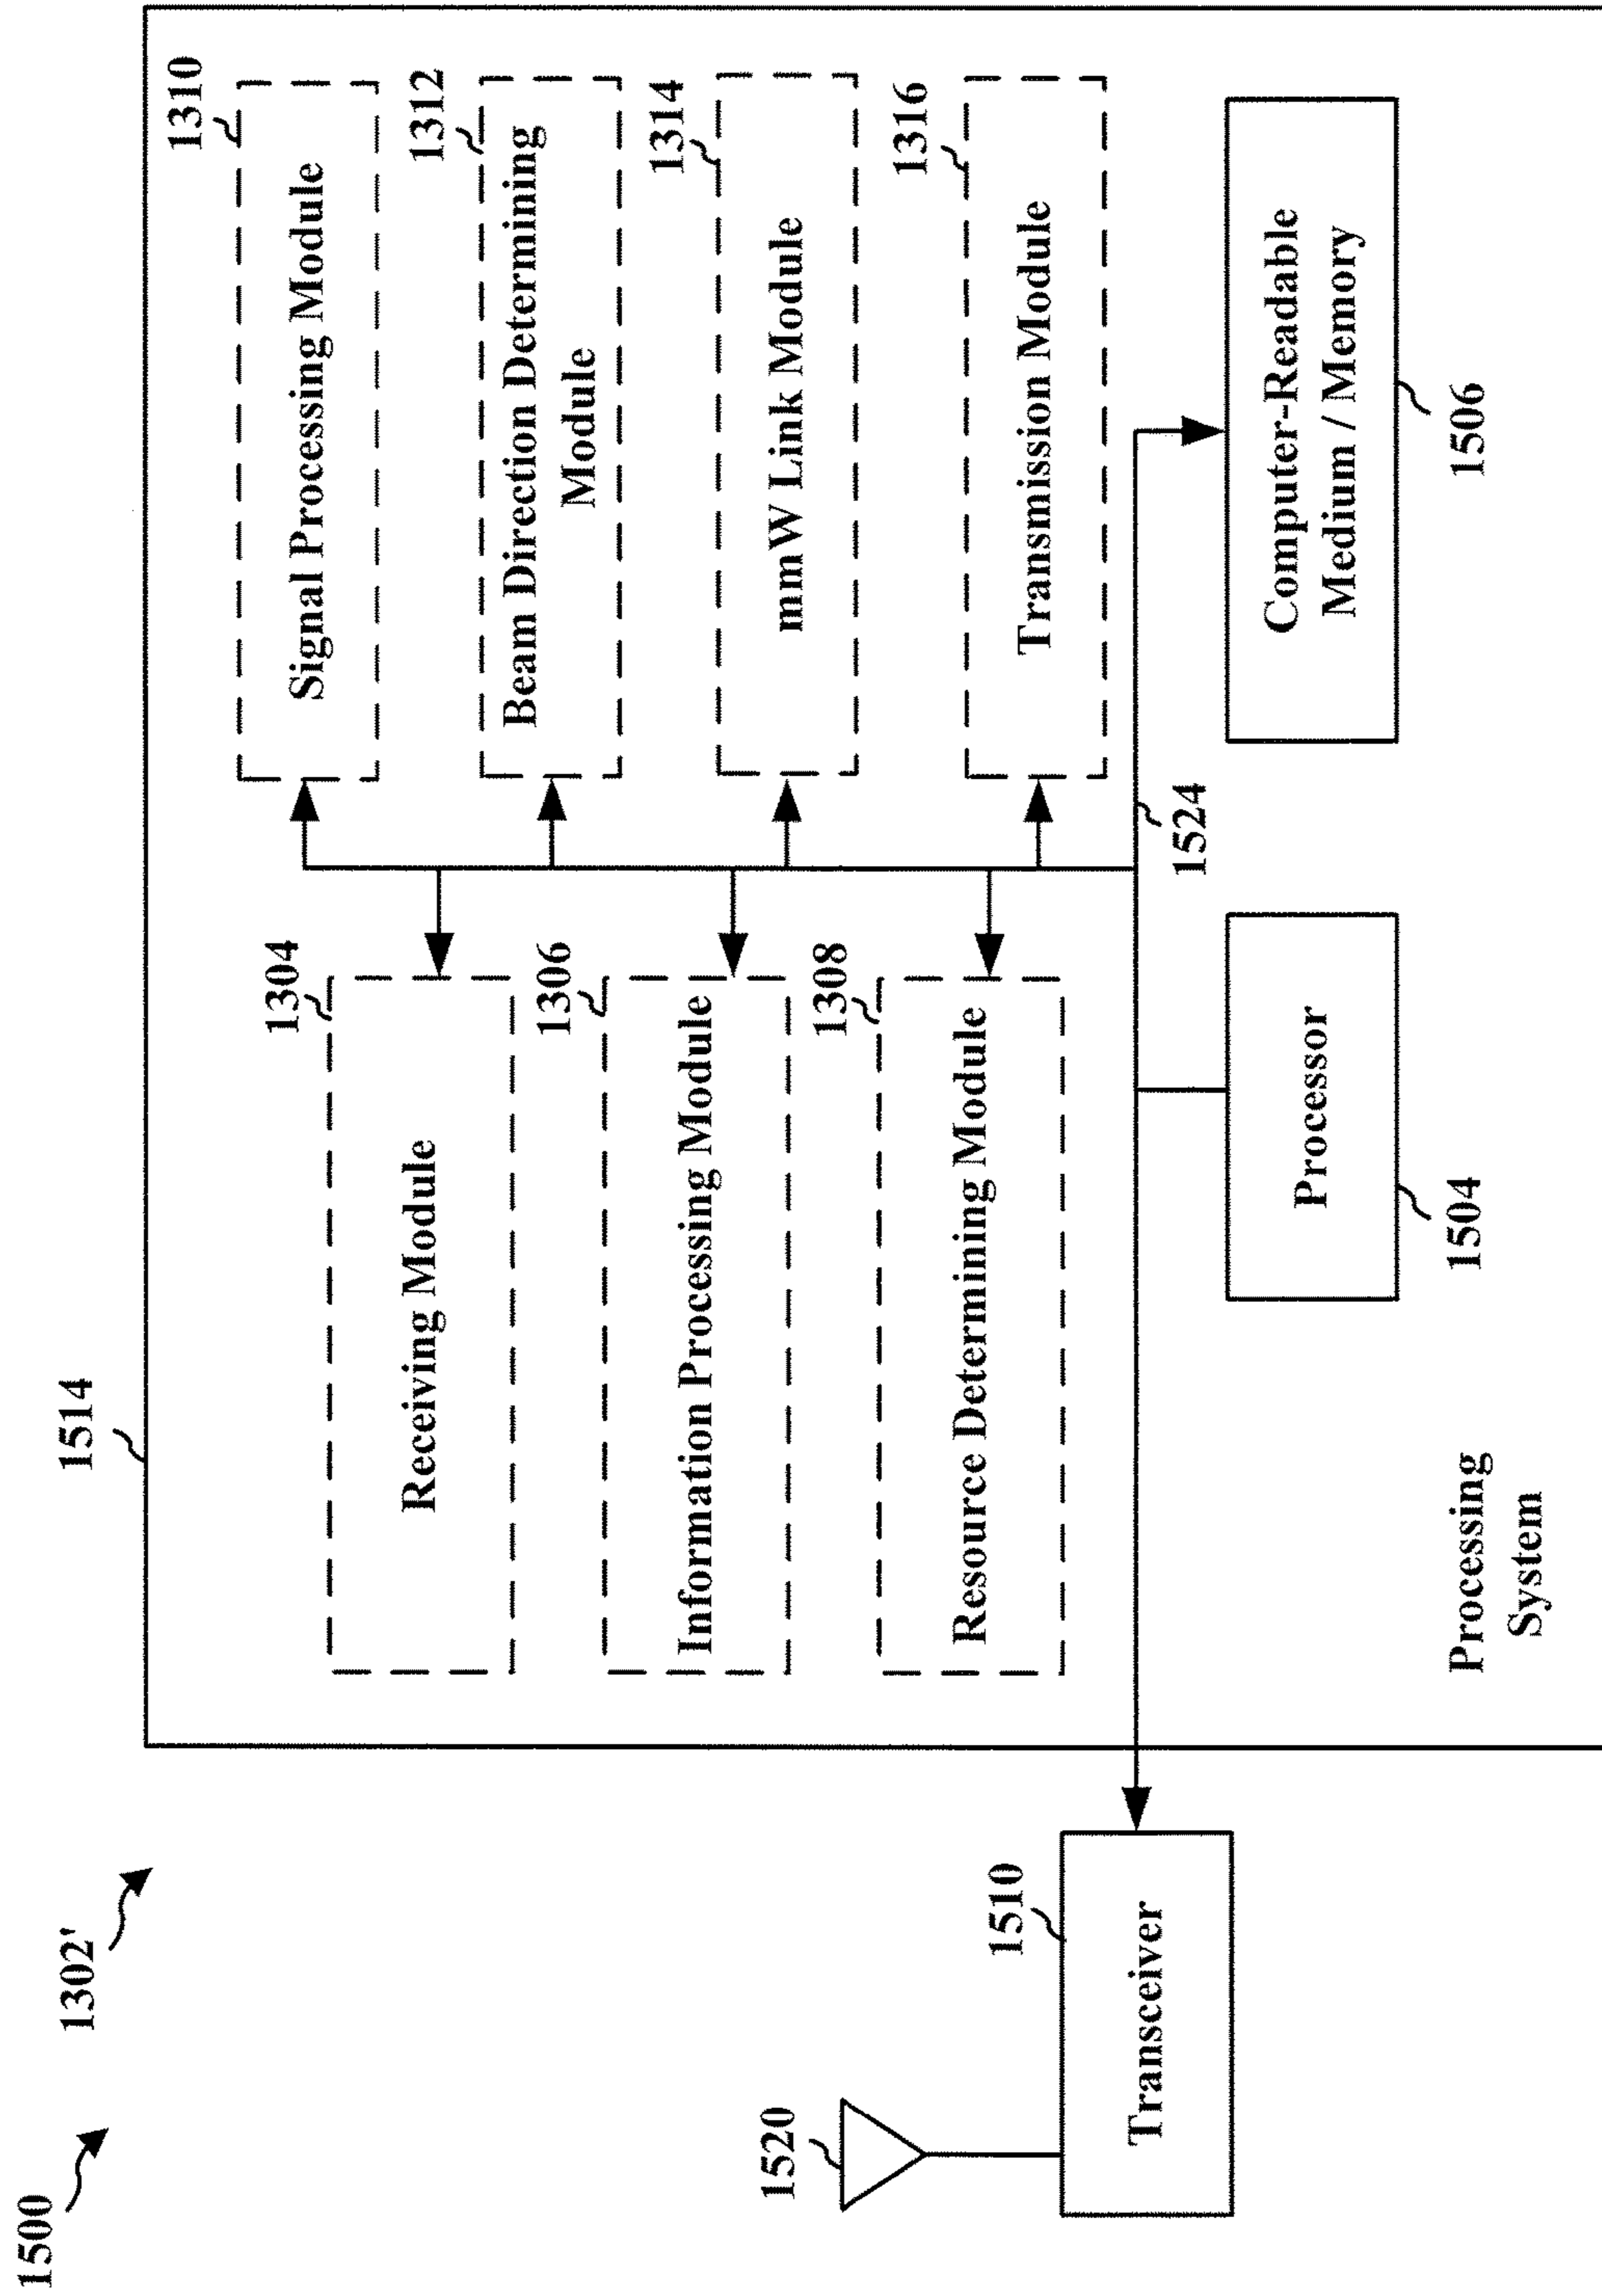 1500
1302'
1514
1304
Receiving Module
1306
Information Processing Module
1308
Resource Determining Module
1310
Signal Processing Module
1312
Beam Direction Determining
Module
1314
mmW Link Module
1316
Transmission Module
1524
1520
1510
Transceiver
Processor
1504
Computer-Readable
Medium / Memory
1506
Processing
System